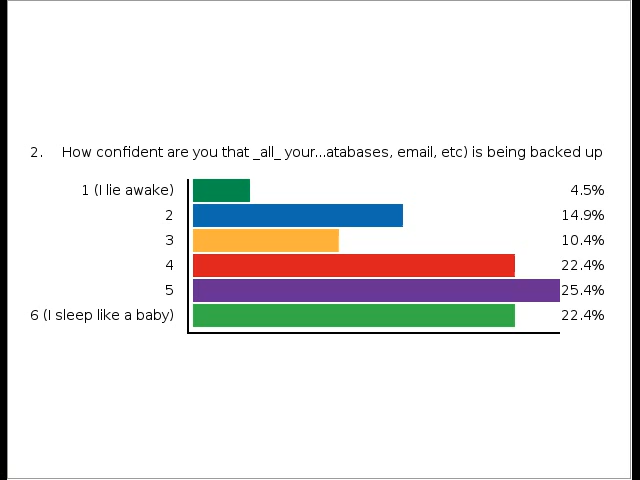 2. How confident are you that _all_ your...atabases, email, etc) is being backed up
1 (I lie awake) 4.5%
2 14.9%
3 10.4%
4 22.4%
5 25.4%
6 (I sleep like a baby) 22.4%